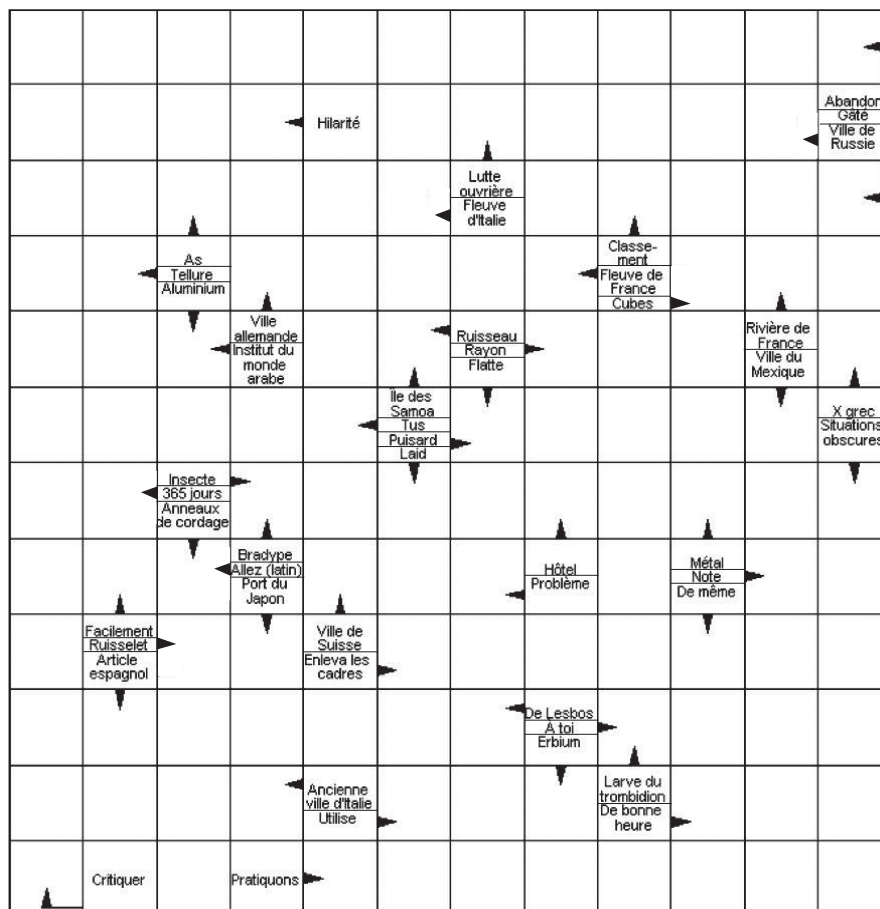 Hilarité
Abandon
Gâté
Ville de
Russie
Lutte
ouvrière
Fleuve
d'Italie
As
Tellure
Aluminium
Classe-
ment
Fleuve de
France
Cubes
Ville
allemande
Institut du
monde
arabe
Ruisseau
Rayon
Flatte
Rivière de
France
Ville du
Mexique
Île des
Samoa
Tus
Puisard
Laid
X grec
Situations
obscures
Insecte
365 jours
Anneaux
de cordage
Bradype
Allez (latin)
Port du
Japon
Hôtel
Problème
Métal
Note
De même
Facilement
Ruisselet
Article
espagnol
Ville de
Suisse
Enleva les
cadres
De Lesbos
À toi
Erbium
Ancienne
ville d'Italie
Utilise
Larve du
trombidion
De bonne
heure
Critiquer
Pratiquons